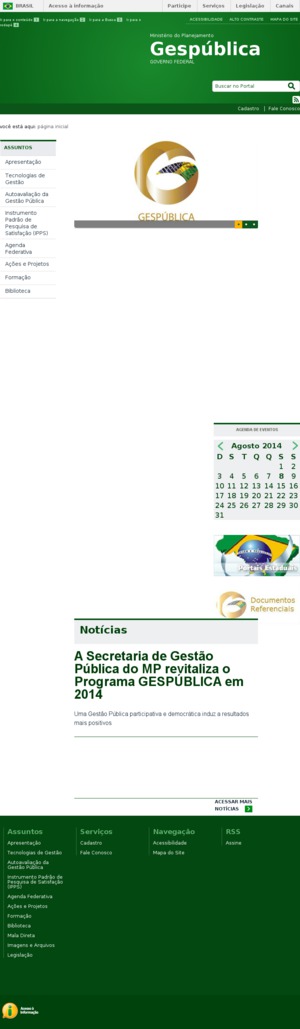 BRASIL Acesso à informação Participe Serviços Legislação Canais
Ir para o conteúdo 1 Ir para a navegação 2 Ir para a Busca 3 Ir para o rodapé 4
ACESSIBILIDADE ALTO CONTRASTE MAPA DO SITE
Ministério do Planejamento
Gespública
GOVERNO FEDERAL
Buscar no Portal
Cadastro | Fale Conosco
você está aqui: página inicial
ASSUNTOS
Apresentação
Tecnologias de
Gestão
Autoavaliação da
Gestão Pública
Instrumento
Padrão de
Pesquisa de
Satisfação (IPPS)
Agenda
Federativa
Ações e Projetos
Formação
Biblioteca
GESPÚBLICA
AGENDA DE EVENTOS
Agosto 2014
D S T Q Q S S
1 2
3 4 5 6 7 8 9
10 11 12 13 14 15 16
17 18 19 20 21 22 23
24 25 26 27 28 29 30
31
Portais Estaduais
Documentos
Referenciais
Notícias
A Secretaria de Gestão
Pública do MP revitaliza o
Programa GESPÚBLICA em
2014
Uma Gestão Pública participativa e democrática induz a resultados
mais positivos
ACESSAR MAIS
NOTÍCIAS
Assuntos
Apresentação
Tecnologias de Gestão
Autoavaliação da
Gestão Pública
Instrumento Padrão de
Pesquisa de Satisfação
(IPPS)
Agenda Federativa
Ações e Projetos
Formação
Biblioteca
Mala Direta
Imagens e Arquivos
Legislação
Serviços
Cadastro
Fale Conosco
Navegação
Acessibilidade
Mapa do Site
RSS
Assine
Acesso à
Informação